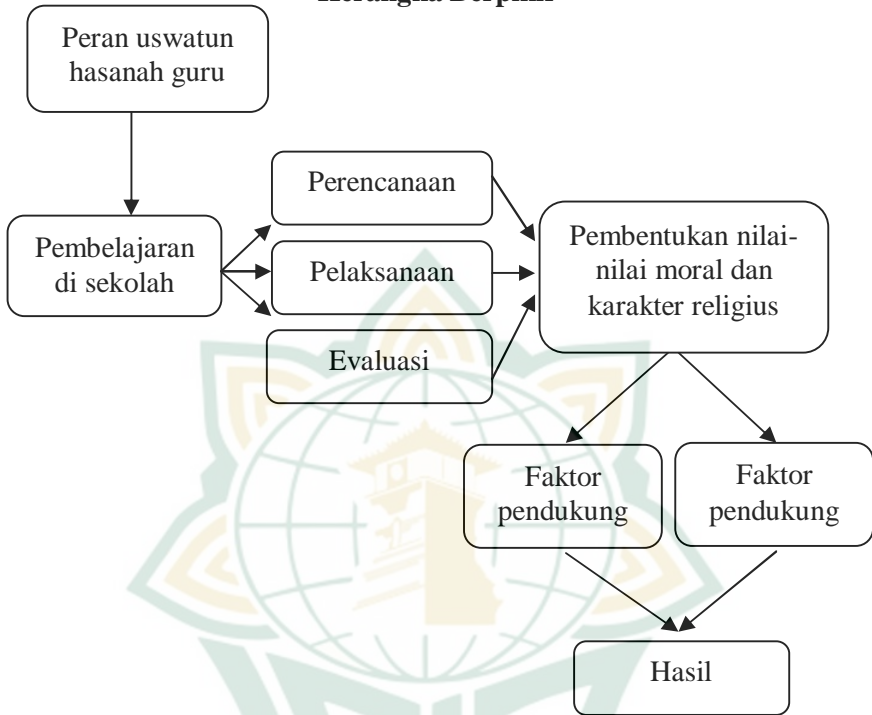 Kerangka Berpikir
Peran uswatun
hasanah guru
Pembelajaran
di sekolah
Perencanaan
Pelaksanaan
Evaluasi
Pembentukan nilai-
nilai moral dan
karakter religius
Faktor
pendukung
Faktor
pendukung
Hasil